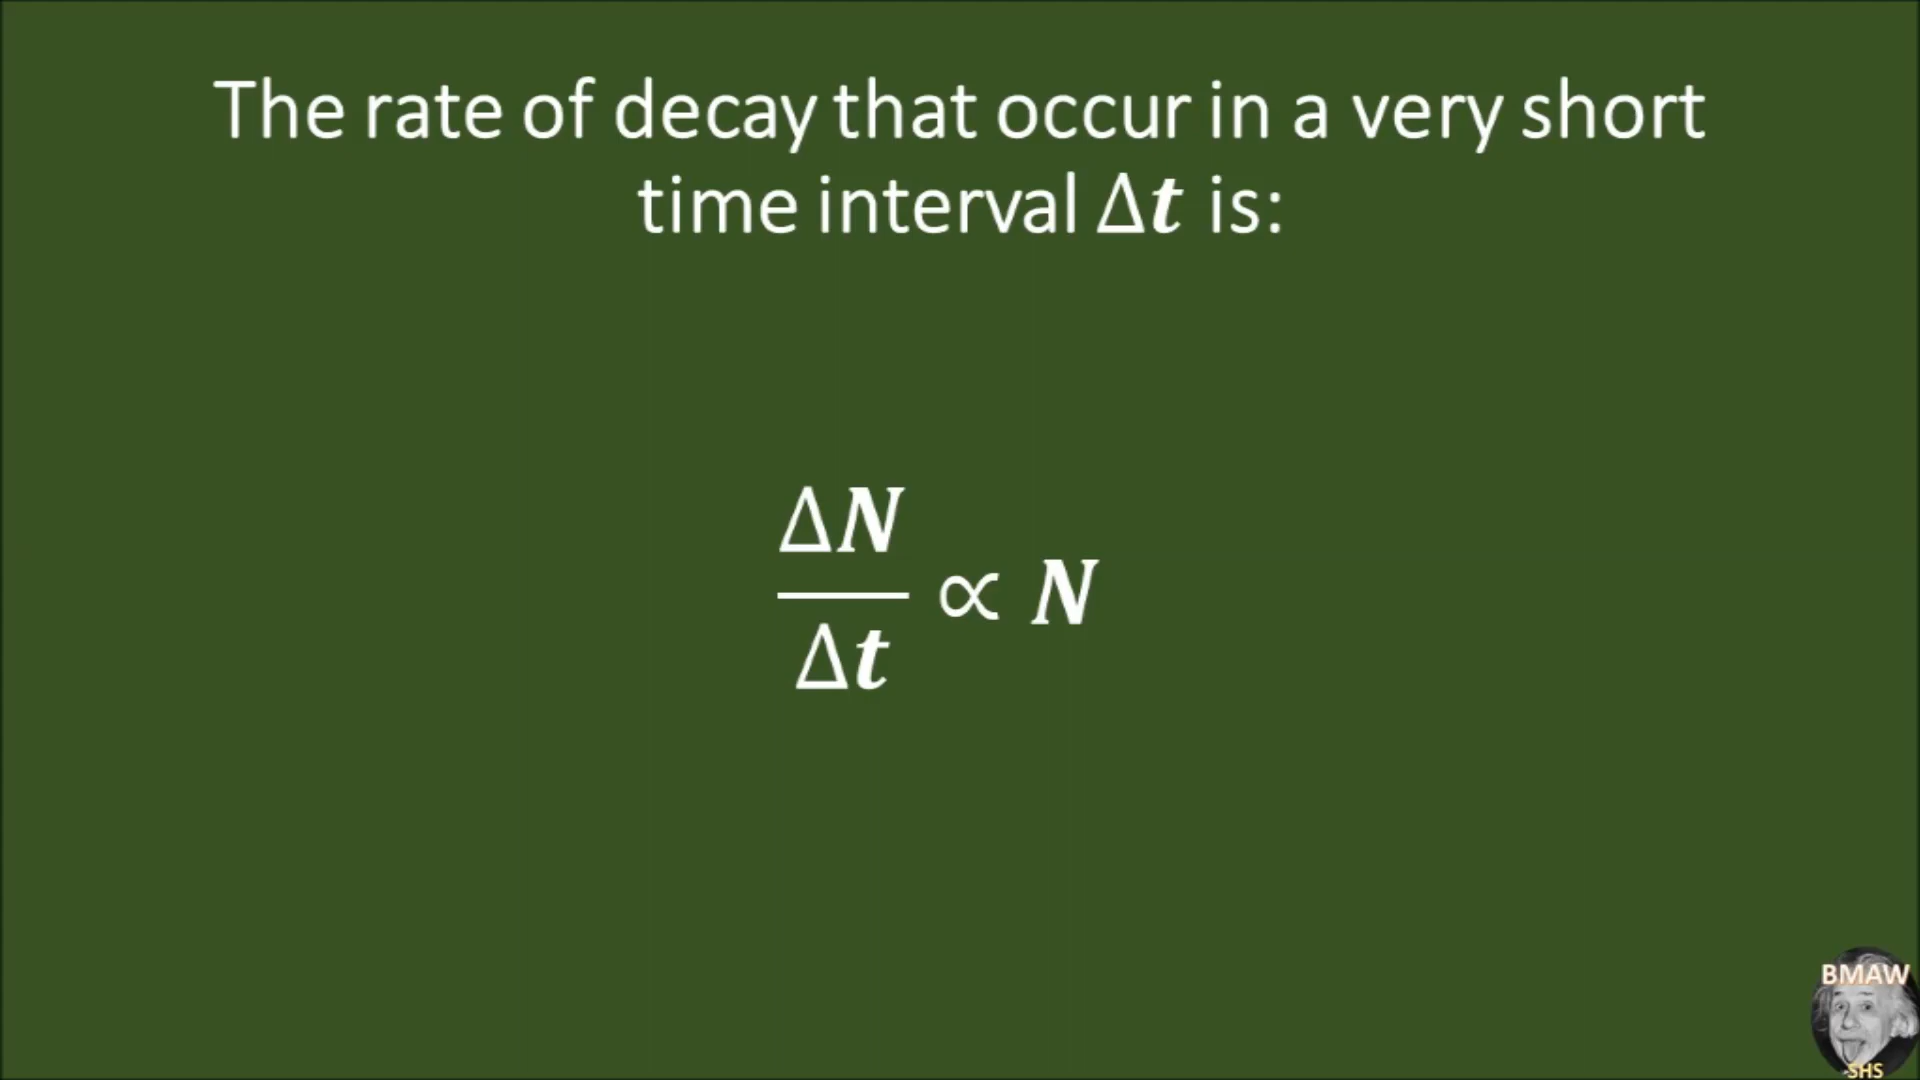 The rate of decay that occur in a very short
time interval Δt is:
ΔN
Δt
∝ N
BMAW
SHS